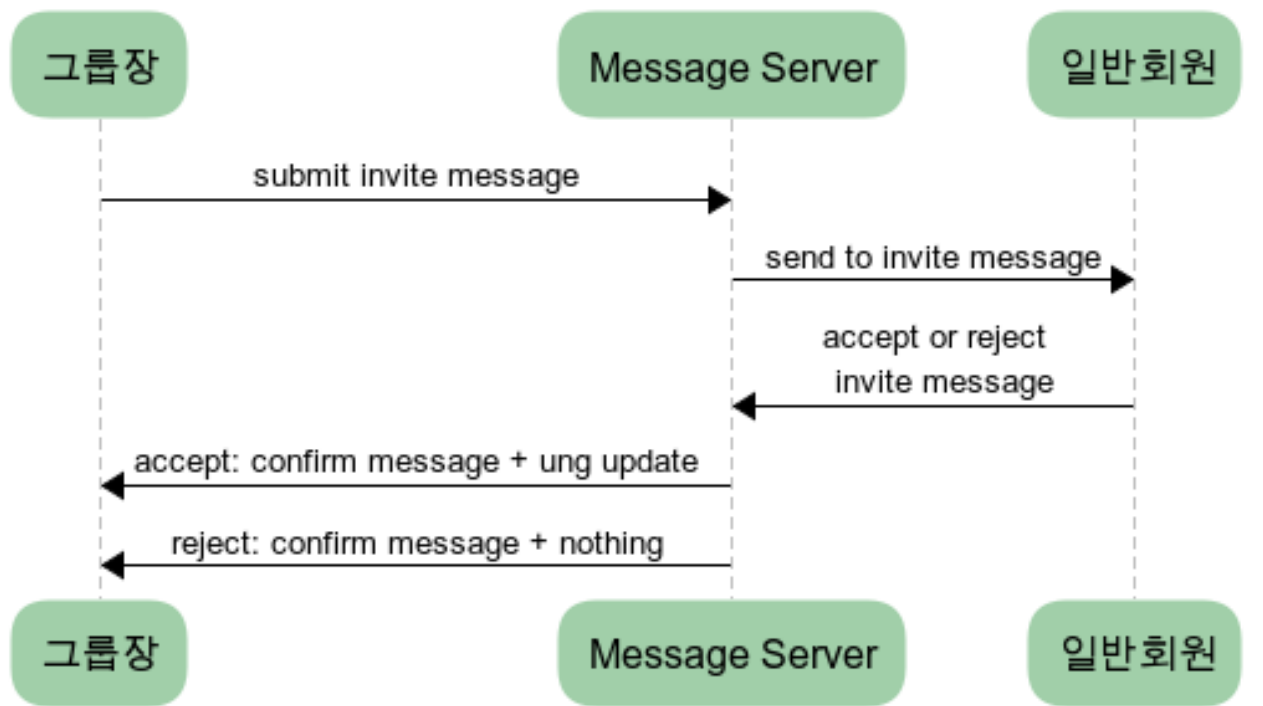 그룹장
Message Server
일반회원
submit invite message
send to invite message
accept or reject
invite message
accept: confirm message + ung update
reject: confirm message + nothing
그룹장
Message Server
일반회원